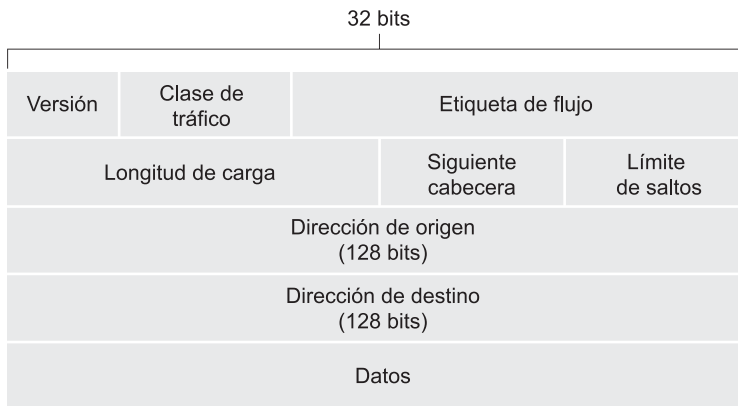 32 bits
Versión
Clase de
tráfico
Etiqueta de flujo
Longitud de carga
Siguiente
cabecera
Límite
de saltos
Dirección de origen
(128 bits)
Dirección de destino
(128 bits)
Datos